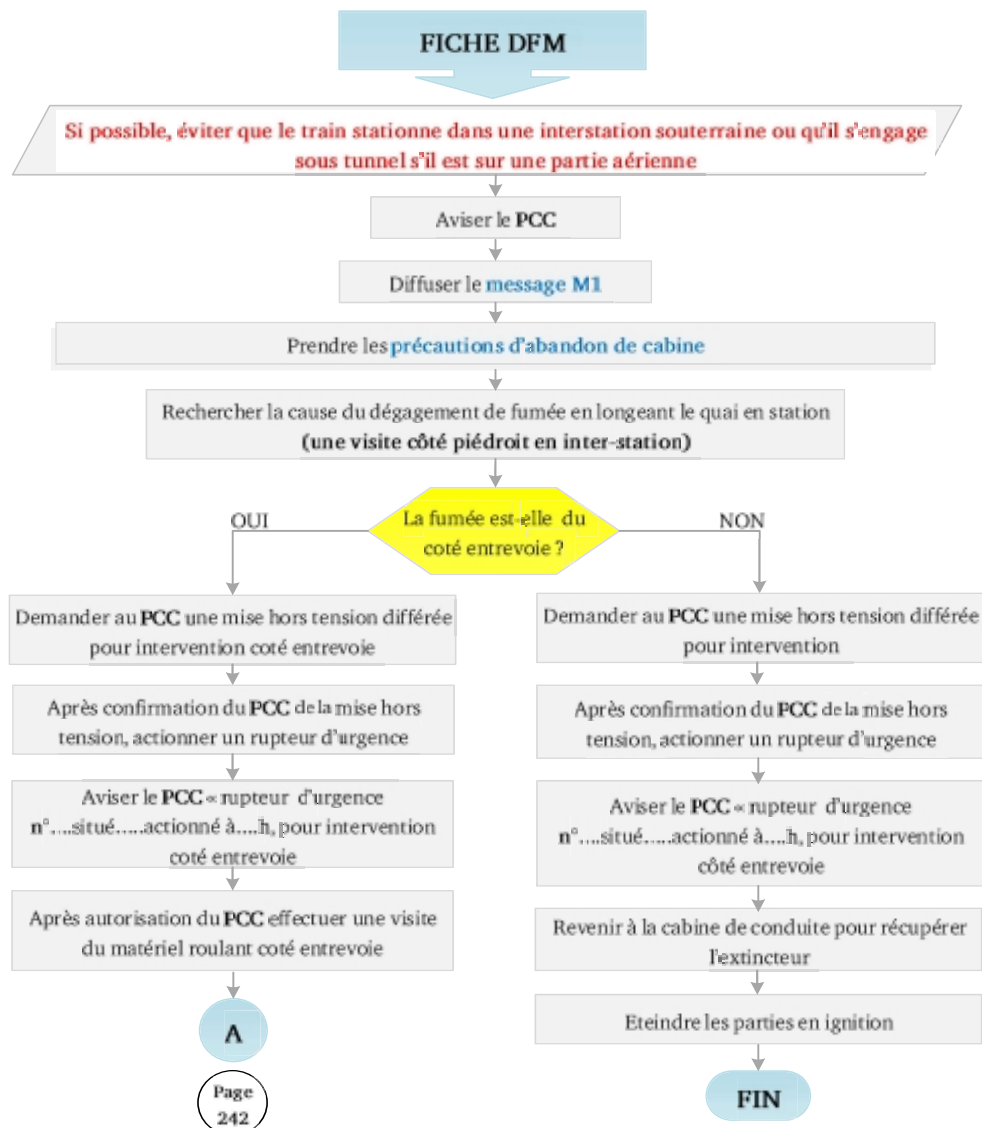 FICHE DFM
Si possible, éviter que le train stationne dans une interstation souterraine ou qu'il s'engage
sous tunnel s'il est sur une partie aérienne
Aviser le PCC
Diffuser le message M1
Prendre les précautions d'abandon de cabine
Rechercher la cause du dégagement de fumée en longeant le quai en station
(une visite côté piédroit en inter-station)
La fumée est-elle du
coté entrevoie ?
OUI
Demander au PCC une mise hors tension différée
pour intervention coté entrevoie
Après confirmation du PCC de la mise hors
tension, actionner un rupteur d'urgence
Aviser le PCC « rupteur d'urgence
n°....situé.....actionné à....h, pour intervention
coté entrevoie
Après autorisation du PCC effectuer une visite
du matériel roulant coté entrevoie
A
Page
242
NON
Demander au PCC une mise hors tension différée
pour intervention
Après confirmation du PCC de la mise hors
tension, actionner un rupteur d'urgence
Aviser le PCC « rupteur d'urgence
n°....situé.....actionné à....h, pour intervention
côté entrevoie
Revenir à la cabine de conduite pour récupérer
l'extincteur
Eteindre les parties en ignition
FIN